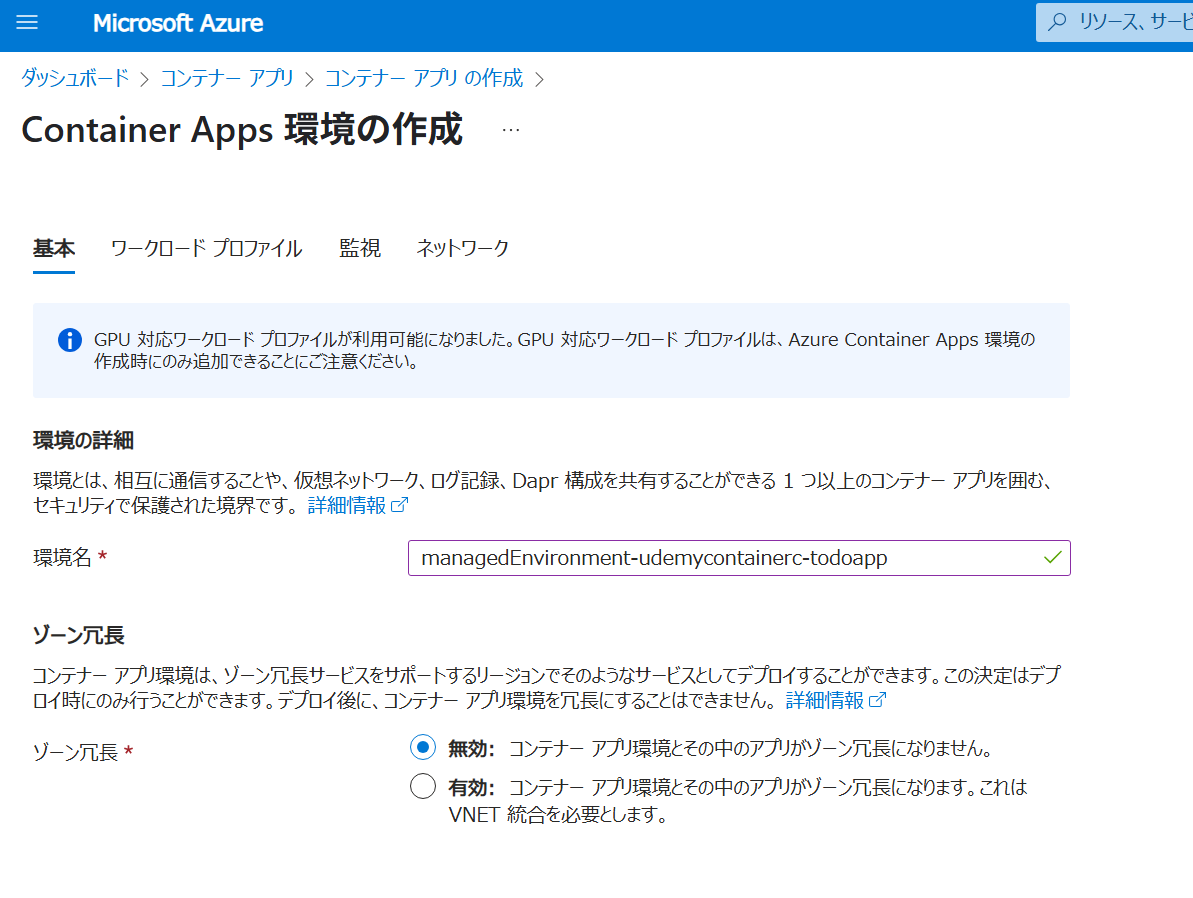 Microsoft Azure
リソース、サービ
ダッシュボード > コンテナー アプリ > コンテナー アプリ の作成 >
Container Apps 環境の作成 ...
基本 ワークロード プロファイル 監視 ネットワーク
GPU 対応ワークロード プロファイルが利用可能になりました。GPU 対応ワークロード プロファイルは、Azure Container Apps 環境の
作成時にのみ追加できることにご注意ください。
環境の詳細
環境とは、相互に通信することや、仮想ネットワーク、ログ記録、Dapr 構成を共有することができる 1 つ以上のコンテナー アプリを囲む、
セキュリティで保護された境界です。 詳細情報
環境名 * managedEnvironment-udemycontainerc-todoapp
ゾーン冗長
コンテナー アプリ環境は、ゾーン冗長サービスをサポートするリージョンでそのようなサービスとしてデプロイすることができます。この決定はデプ
ロイ時にのみ行うことができます。デプロイ後に、コンテナー アプリ環境を冗長にすることはできません。 詳細情報
ゾーン冗長 * 無効: コンテナー アプリ環境とその中のアプリがゾーン冗長になりません。
有効: コンテナー アプリ環境とその中のアプリがゾーン冗長になります。これは
VNET 統合を必要とします。